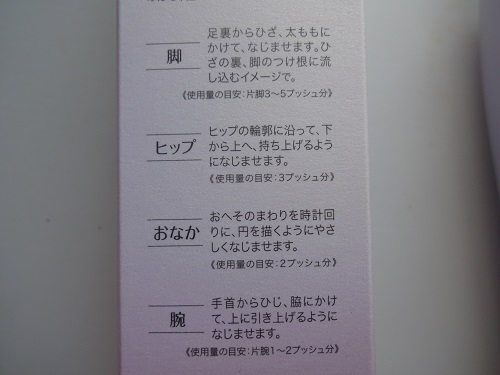 脚
足裏からひざ、太ももに
かけて、なじませます。ひ
ざの裏、脚のつけ根に流
し込むイメージで。
《使用量の目安：片脚3〜5プッシュ分》
ヒップ
ヒップの輪郭に沿って、下
から上へ、持ち上げるよう
になじませます。
《使用量の目安：3プッシュ分》
おなか
おへそのまわりを時計回
りに、円を描くようにやさ
しくなじませます。
《使用量の目安：2プッシュ分》
腕
手首からひじ、脇にかけ
て、上に引き上げるように
なじませます。
《使用量の目安：片腕1〜2プッシュ分》